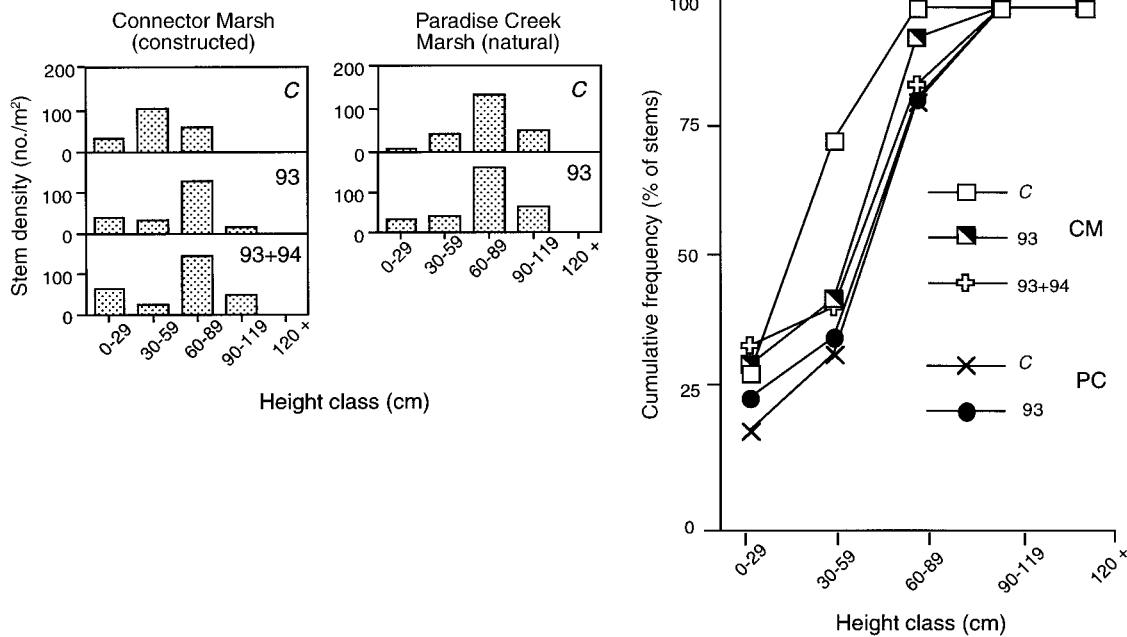 Connector Marsh
(constructed)
Paradise Creek
Marsh (natural)
Stem density (no./m²)
200
100
0
C
100
0
93
100
0
93+94
0-29
30-59
60-89
90-119
120 +
200
100
0
C
100
0
93
0-29
30-59
60-89
90-119
120 +
Height class (cm)
Cumulative frequency (% of stems)
100
75
50
25
0
C
93
CM
93+94
C
PC
93
0-29
30-59
60-89
90-119
120 +
Height class (cm)